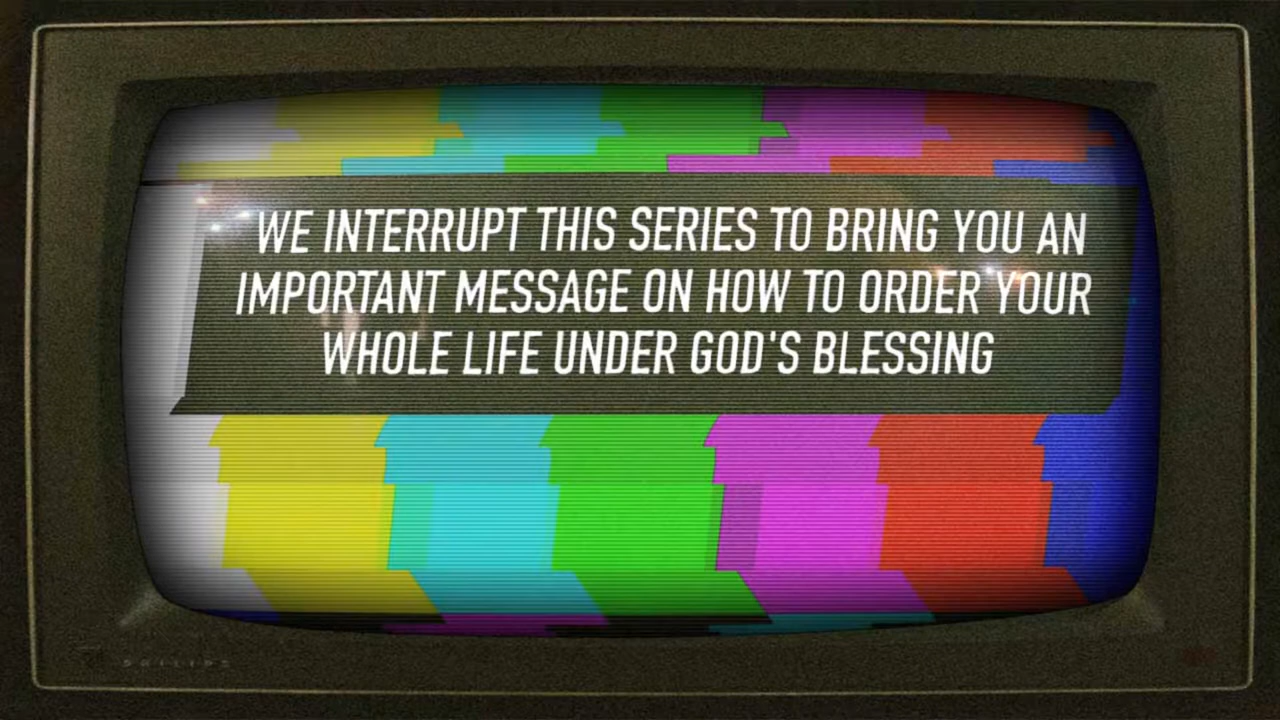 WE INTERRUPT THIS SERIES TO BRING YOU AN
IMPORTANT MESSAGE ON HOW TO ORDER YOUR
WHOLE LIFE UNDER GOD'S BLESSING
PHILIPS